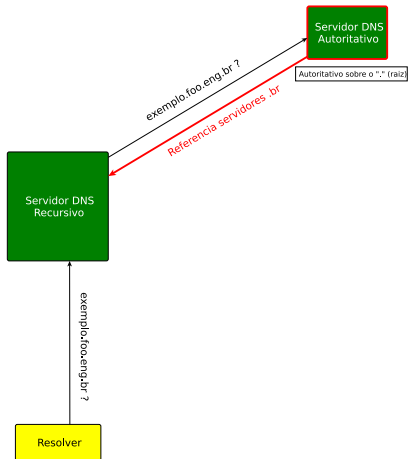 Servidor DNS
Autoritativo
Autoritativo sobre o "." (raiz)
exemplo.foo.eng.br ?
Referencia servidores .br
Servidor DNS
Recursivo
exemplo.foo.eng.br ?
Resolver